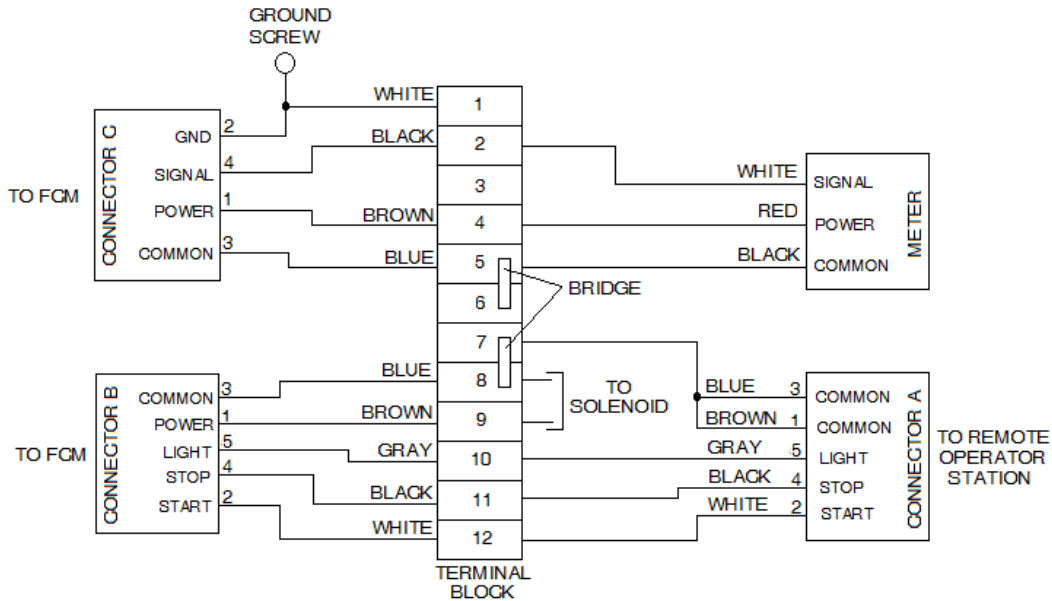 GROUND
SCREW
WHITE
1
CONNECTOR C
2
GND
BLACK
2
4
SIGNAL
3
WHITE
SIGNAL
METER
TO FCM
1
POWER
BROWN
4
RED
POWER
3
COMMON
BLUE
5
BLACK
COMMON
6
BRIDGE
7
CONNECTOR B
BLUE
8
TO
SOLENOID
3
COMMON
BLUE
3
COMMON
CONNECTOR A
1
POWER
BROWN
9
BROWN
1
COMMON
TO FCM
5
LIGHT
GRAY
10
GRAY
5
LIGHT
TO REMOTE
OPERATOR
STATION
4
STOP
BLACK
11
BLACK
4
STOP
2
START
WHITE
12
WHITE
2
START
TERMINAL
BLOCK